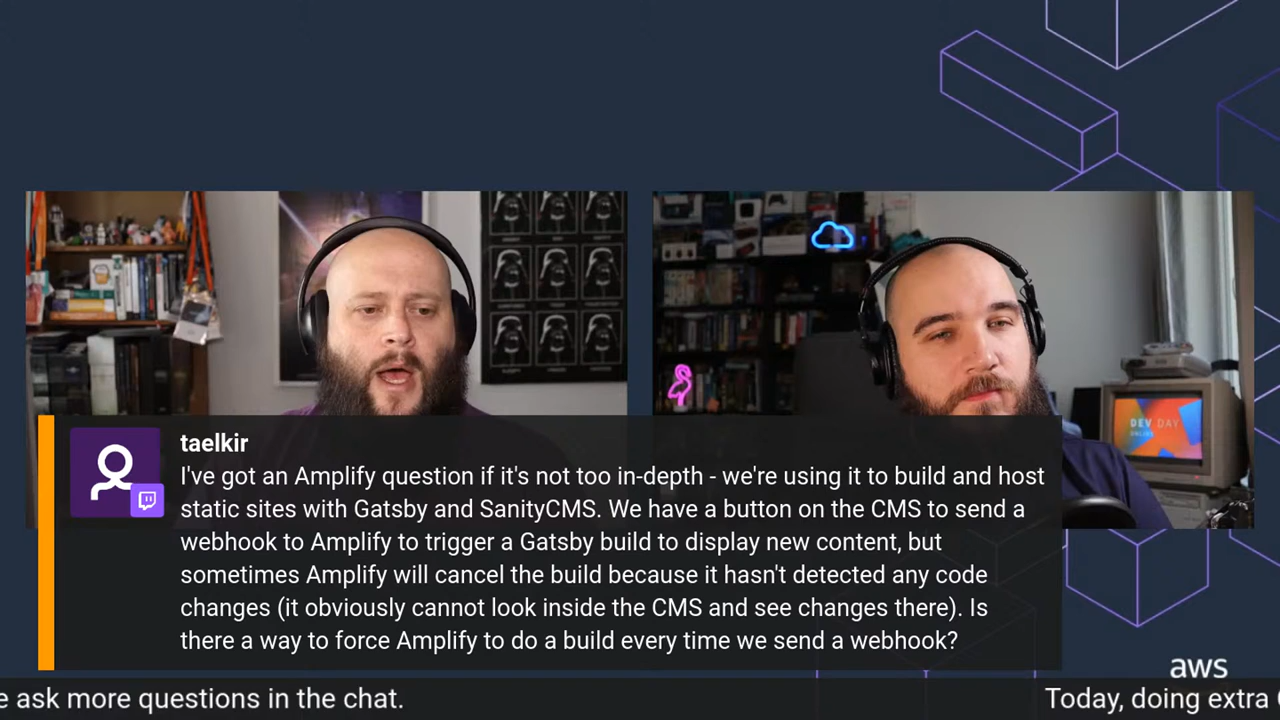 DEV DAY
ONLINE
taelkir
I've got an Amplify question if it's not too in-depth - we're using it to build and host
static sites with Gatsby and SanityCMS. We have a button on the CMS to send a
webhook to Amplify to trigger a Gatsby build to display new content, but
sometimes Amplify will cancel the build because it hasn't detected any code
changes (it obviously cannot look inside the CMS and see changes there). Is
there a way to force Amplify to do a build every time we send a webhook?
aws
e ask more questions in the chat.
Today, doing extra